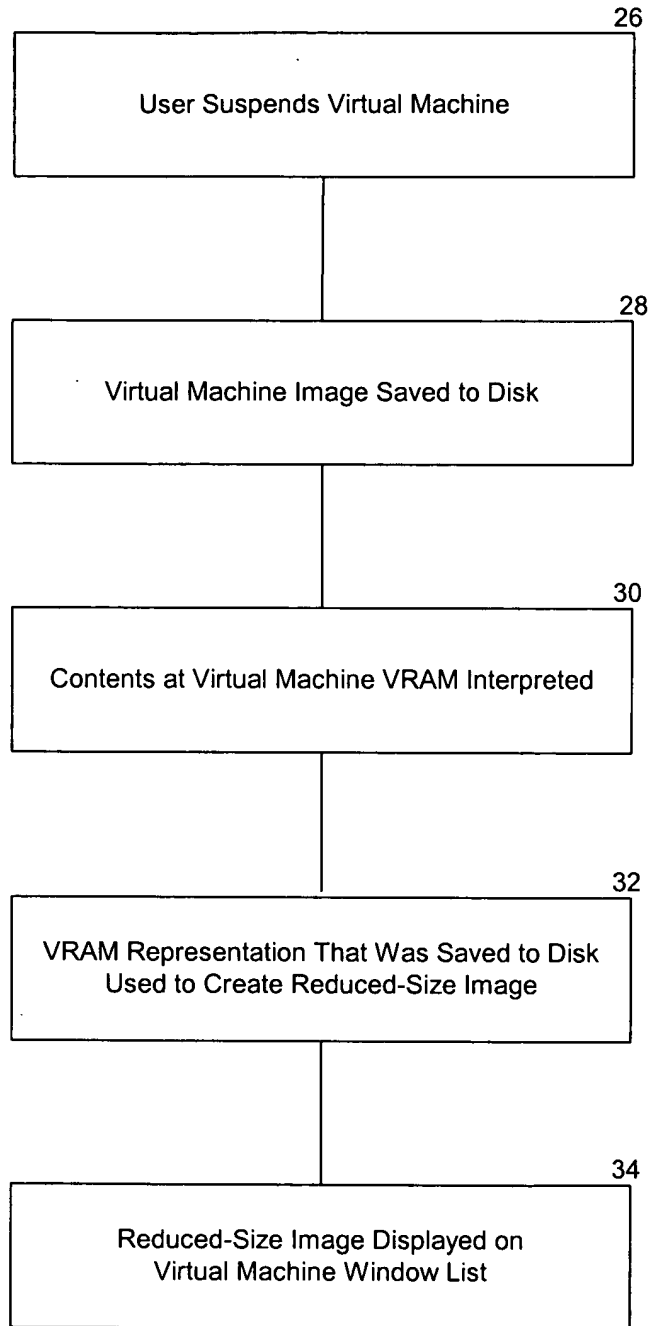 26
User Suspends Virtual Machine
28
Virtual Machine Image Saved to Disk
30
Contents at Virtual Machine VRAM Interpreted
32
VRAM Representation That Was Saved to Disk
Used to Create Reduced-Size Image
34
Reduced-Size Image Displayed on
Virtual Machine Window List